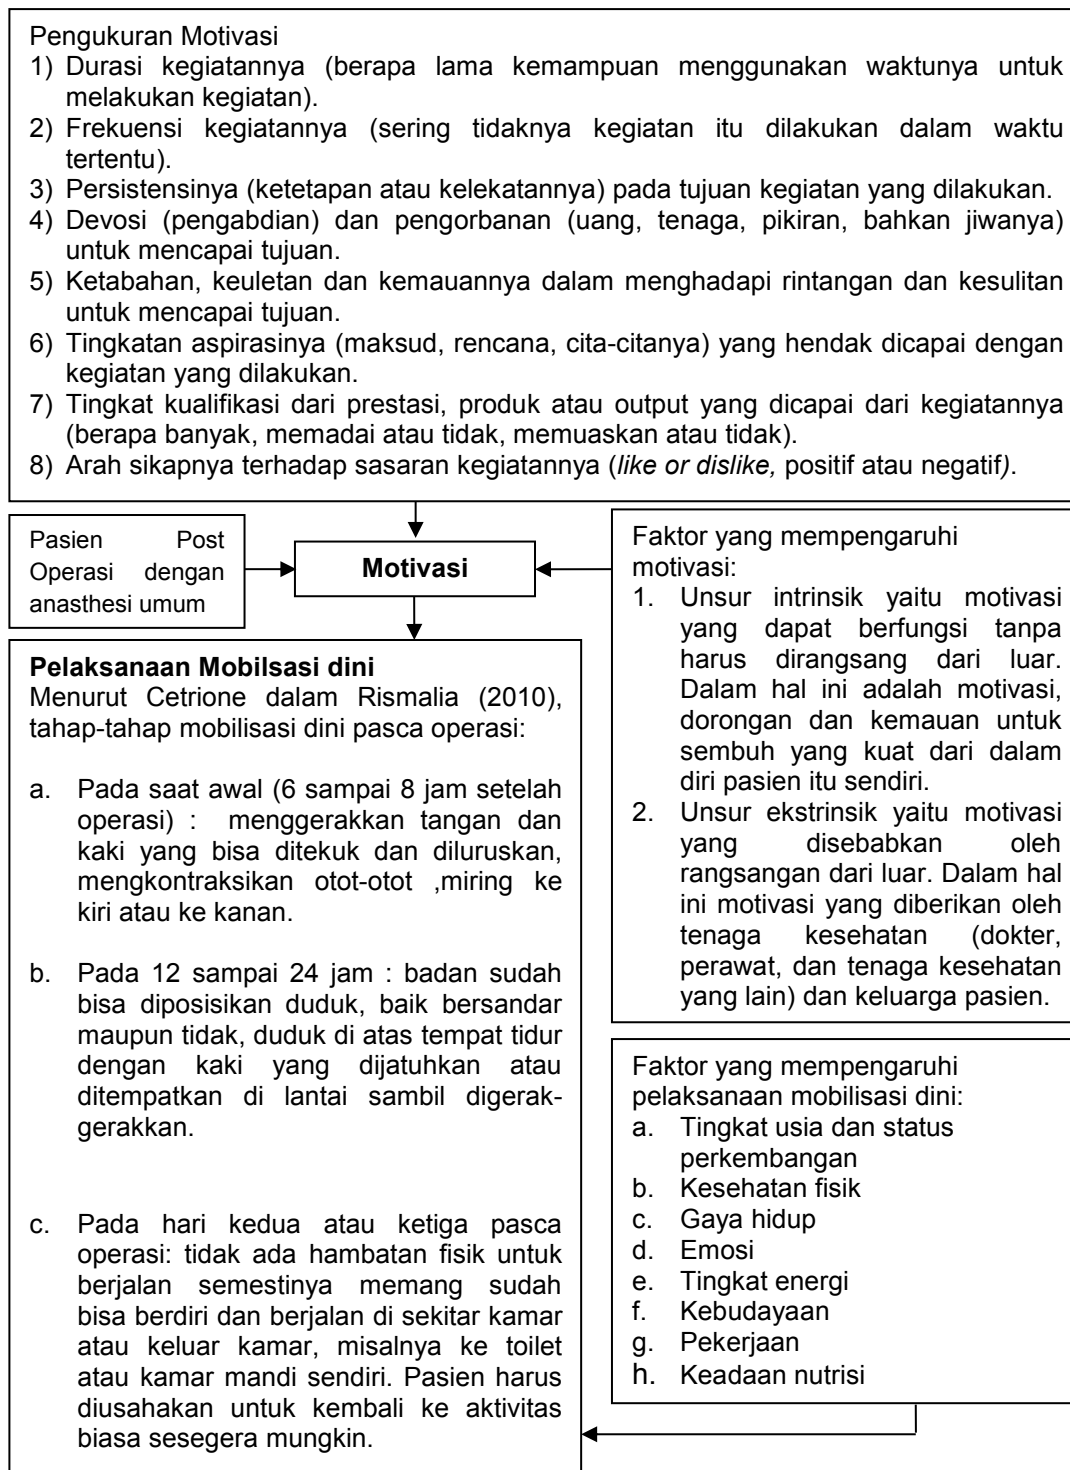 Pengukuran Motivasi
1) Durasi kegiatannya (berapa lama kemampuan menggunakan waktunya untuk
melakukan kegiatan).
2) Frekuensi kegiatannya (sering tidaknya kegiatan itu dilakukan dalam waktu
tertentu).
3) Persistensinya (ketetapan atau kelekatannya) pada tujuan kegiatan yang dilakukan.
4) Devosi (pengabdian) dan pengorbanan (uang, tenaga, pikiran, bahkan jiwanya)
untuk mencapai tujuan.
5) Ketabahan, keuletan dan kemauannya dalam menghadapi rintangan dan kesulitan
untuk mencapai tujuan.
6) Tingkatan aspirasinya (maksud, rencana, cita-citanya) yang hendak dicapai dengan
kegiatan yang dilakukan.
7) Tingkat kualifikasi dari prestasi, produk atau output yang dicapai dari kegiatannya
(berapa banyak, memadai atau tidak, memuaskan atau tidak).
8) Arah sikapnya terhadap sasaran kegiatannya (like or dislike, positif atau negatif).
Pasien Post
Operasi dengan
anasthesi umum
Motivasi
Faktor yang mempengaruhi
motivasi:
1. Unsur intrinsik yaitu motivasi
yang dapat berfungsi tanpa
harus dirangsang dari luar.
Dalam hal ini adalah motivasi,
dorongan dan kemauan untuk
sembuh yang kuat dari dalam
diri pasien itu sendiri.
2. Unsur ekstrinsik yaitu motivasi
yang disebabkan oleh
rangsangan dari luar. Dalam hal
ini motivasi yang diberikan oleh
tenaga kesehatan (dokter,
perawat, dan tenaga kesehatan
yang lain) dan keluarga pasien.
Pelaksanaan Mobilsasi dini
Menurut Cetrione dalam Rismalia (2010),
tahap-tahap mobilisasi dini pasca operasi:
a. Pada saat awal (6 sampai 8 jam setelah
operasi) : menggerakkan tangan dan
kaki yang bisa ditekuk dan diluruskan,
mengkontraksikan otot-otot ,miring ke
kiri atau ke kanan.
b. Pada 12 sampai 24 jam : badan sudah
bisa diposisikan duduk, baik bersandar
maupun tidak, duduk di atas tempat tidur
dengan kaki yang dijatuhkan atau
ditempatkan di lantai sambil digerak-
gerakkan.
c. Pada hari kedua atau ketiga pasca
operasi: tidak ada hambatan fisik untuk
berjalan semestinya memang sudah
bisa berdiri dan berjalan di sekitar kamar
atau keluar kamar, misalnya ke toilet
atau kamar mandi sendiri. Pasien harus
diusahakan untuk kembali ke aktivitas
biasa sesegera mungkin.
Faktor yang mempengaruhi
pelaksanaan mobilisasi dini:
a. Tingkat usia dan status
perkembangan
b. Kesehatan fisik
c. Gaya hidup
d. Emosi
e. Tingkat energi
f. Kebudayaan
g. Pekerjaan
h. Keadaan nutrisi